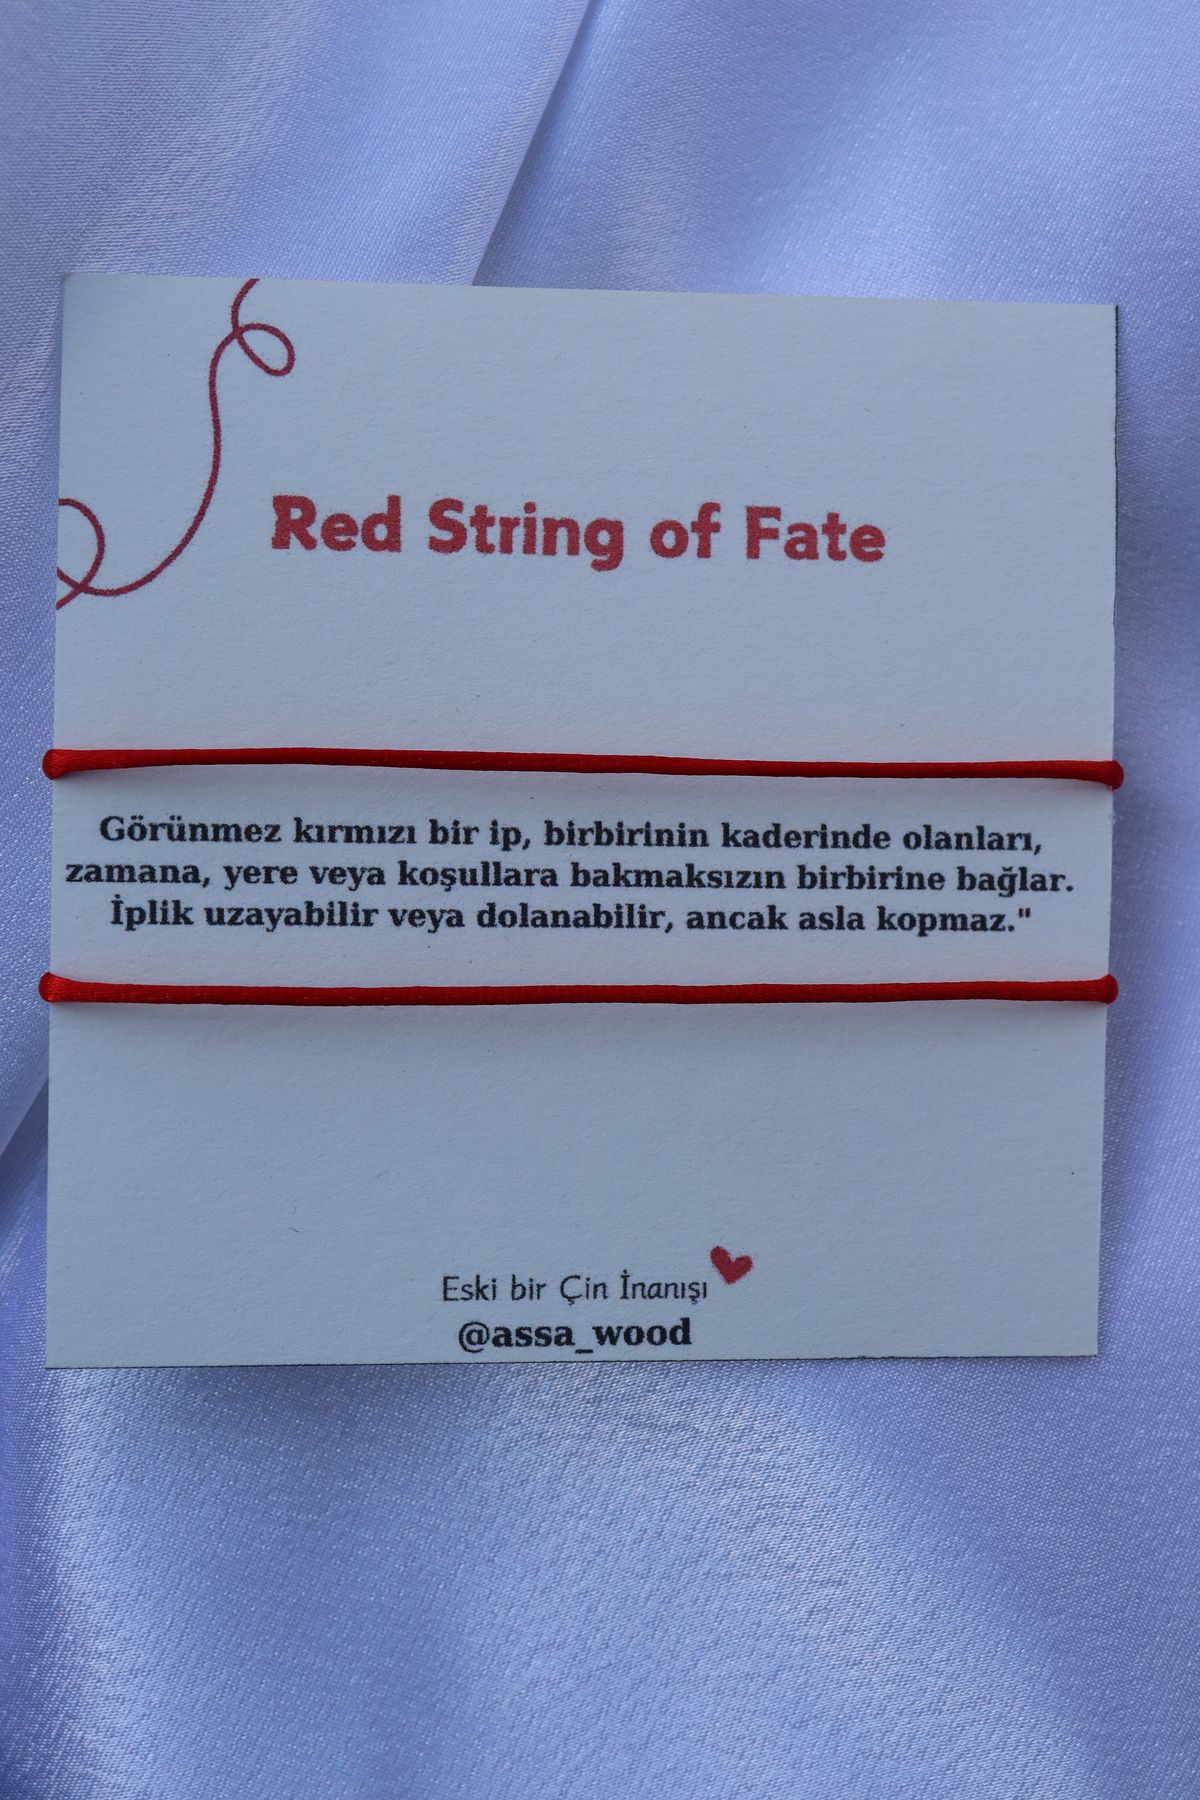 Red String of Fate
Görünmez kırmızı bir ip, birbirinin kaderinde olanları,
zamana, yere veya koşullara bakmaksızın birbirine bağlar.
İplik uzayabilir veya dolanabilir, ancak asla kopmaz."
Eski bir Çin İnanışı
@assa_wood